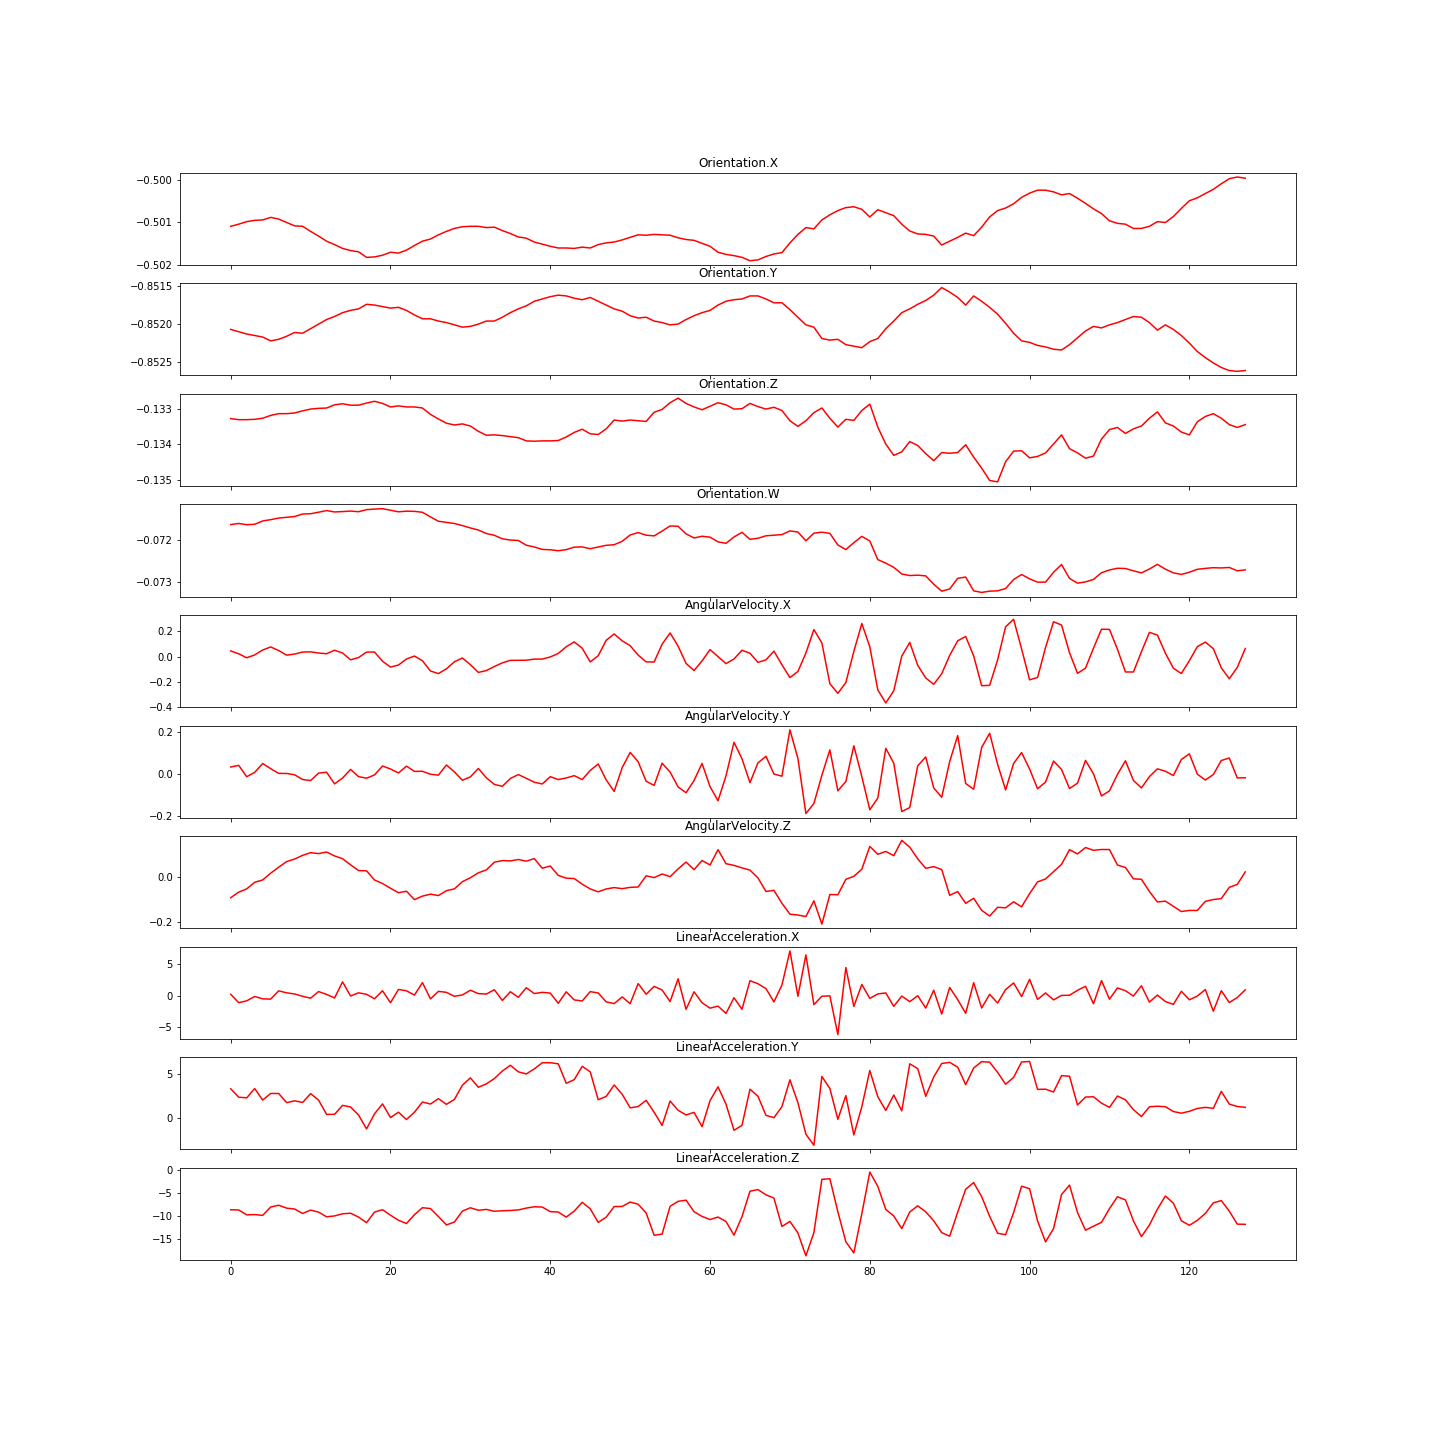 Orientation.X
−0.500
−0.501
−0.502
Orientation.Y
−0.8515
−0.8520
−0.8525
Orientation.Z
−0.133
−0.134
−0.135
Orientation.W
−0.072
−0.073
AngularVelocity.X
0.2
0.0
−0.2
−0.4
AngularVelocity.Y
0.2
0.0
−0.2
AngularVelocity.Z
0.0
−0.2
LinearAcceleration.X
5
0
−5
LinearAcceleration.Y
5
0
LinearAcceleration.Z
0
−5
−10
−15
0 20 40 60 80 100 120